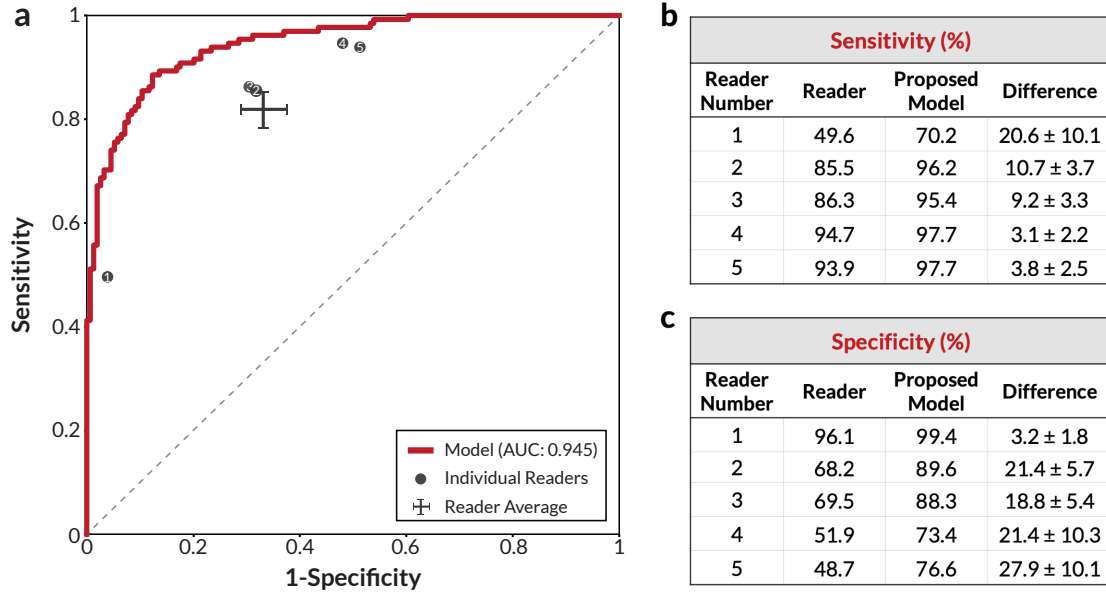 a
1
0.8
0.6
0.4
0.2
0
0
0.2
0.4
0.6
0.8
1
Sensitivity
1-Specificity
1
2
3
4
5
Model (AUC: 0.945)
Individual Readers
Reader Average
b
Sensitivity (%)
Reader Number Reader Proposed Model Difference
1 49.6 70.2 20.6 ± 10.1
2 85.5 96.2 10.7 ± 3.7
3 86.3 95.4 9.2 ± 3.3
4 94.7 97.7 3.1 ± 2.2
5 93.9 97.7 3.8 ± 2.5
c
Specificity (%)
Reader Number Reader Proposed Model Difference
1 96.1 99.4 3.2 ± 1.8
2 68.2 89.6 21.4 ± 5.7
3 69.5 88.3 18.8 ± 5.4
4 51.9 73.4 21.4 ± 10.3
5 48.7 76.6 27.9 ± 10.1